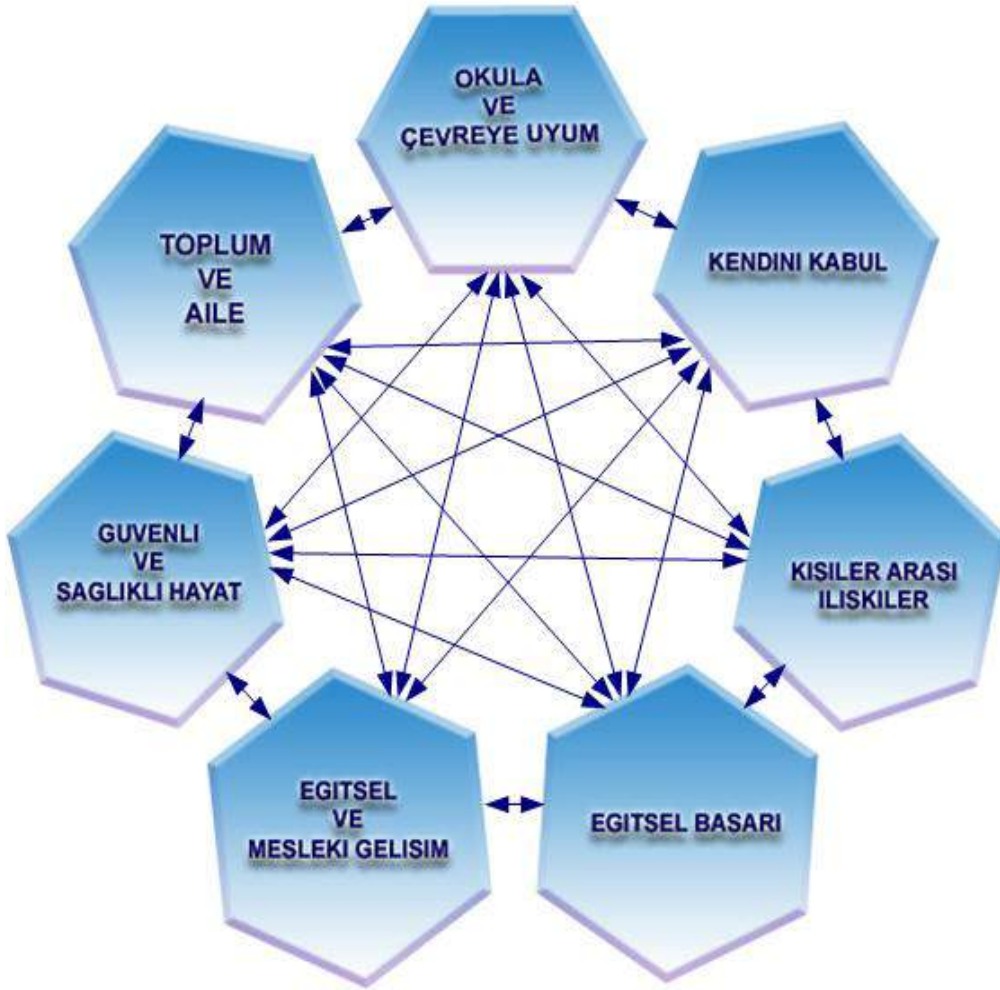 OKULA
VE
ÇEVREYE UYUM
KENDINI KABUL
KISILER ARASI
ILISKILER
EGITSEL BASARI
EGITSEL
VE
MESLEKI GELISIM
GUVENLI
VE
SAGLIKLI HAYAT
TOPLUM
VE
AILE